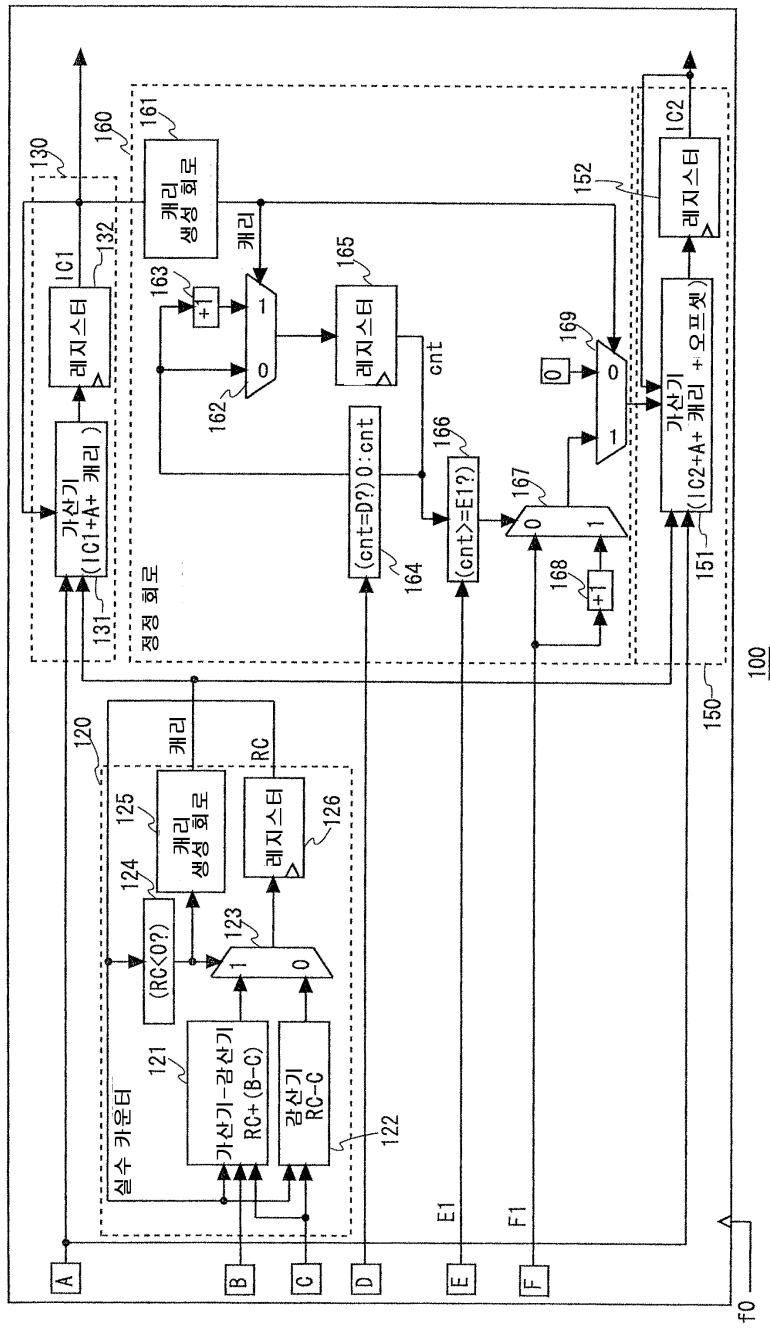 100
130
가산기
(IC1+A+ 캐리 )
131
레지스터
132
IC1
160
캐리
생성 회로
161
캐리
정정 회로
+1
163
0
1
162
레지스터
165
cnt
(cnt=D?)0:cnt
164
(cnt>=E1?)
166
0
1
167
+1
168
0
1
0
169
가산기
(IC2+A+ 캐리 +오프셋)
151
레지스터
152
IC2
150
120
실수 카운터
가산기-감산기
RC+(B-C)
121
감산기
RC-C
122
1
0
123
(RC<0?)
124
캐리
생성 회로
125
캐리
RC
레지스터
126
A
B
C
D
E
F
E1
F1
f0